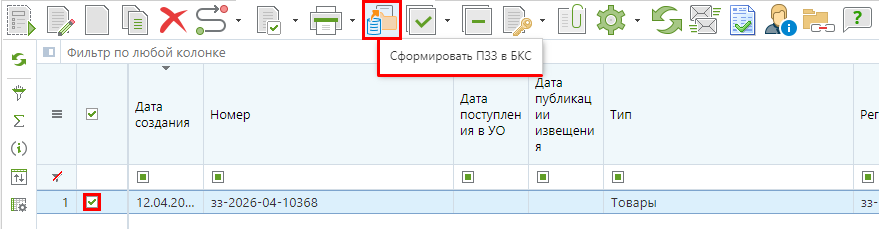 Фильтр по любой колонке
Сформировать ПЗЗ в БКС
Дата создания
Номер
Дата поступлен ия в УО
Дата публикац ии извещени я
Тип
Рег
1 12.04.20... зз-2026-04-10368 Товары зз-